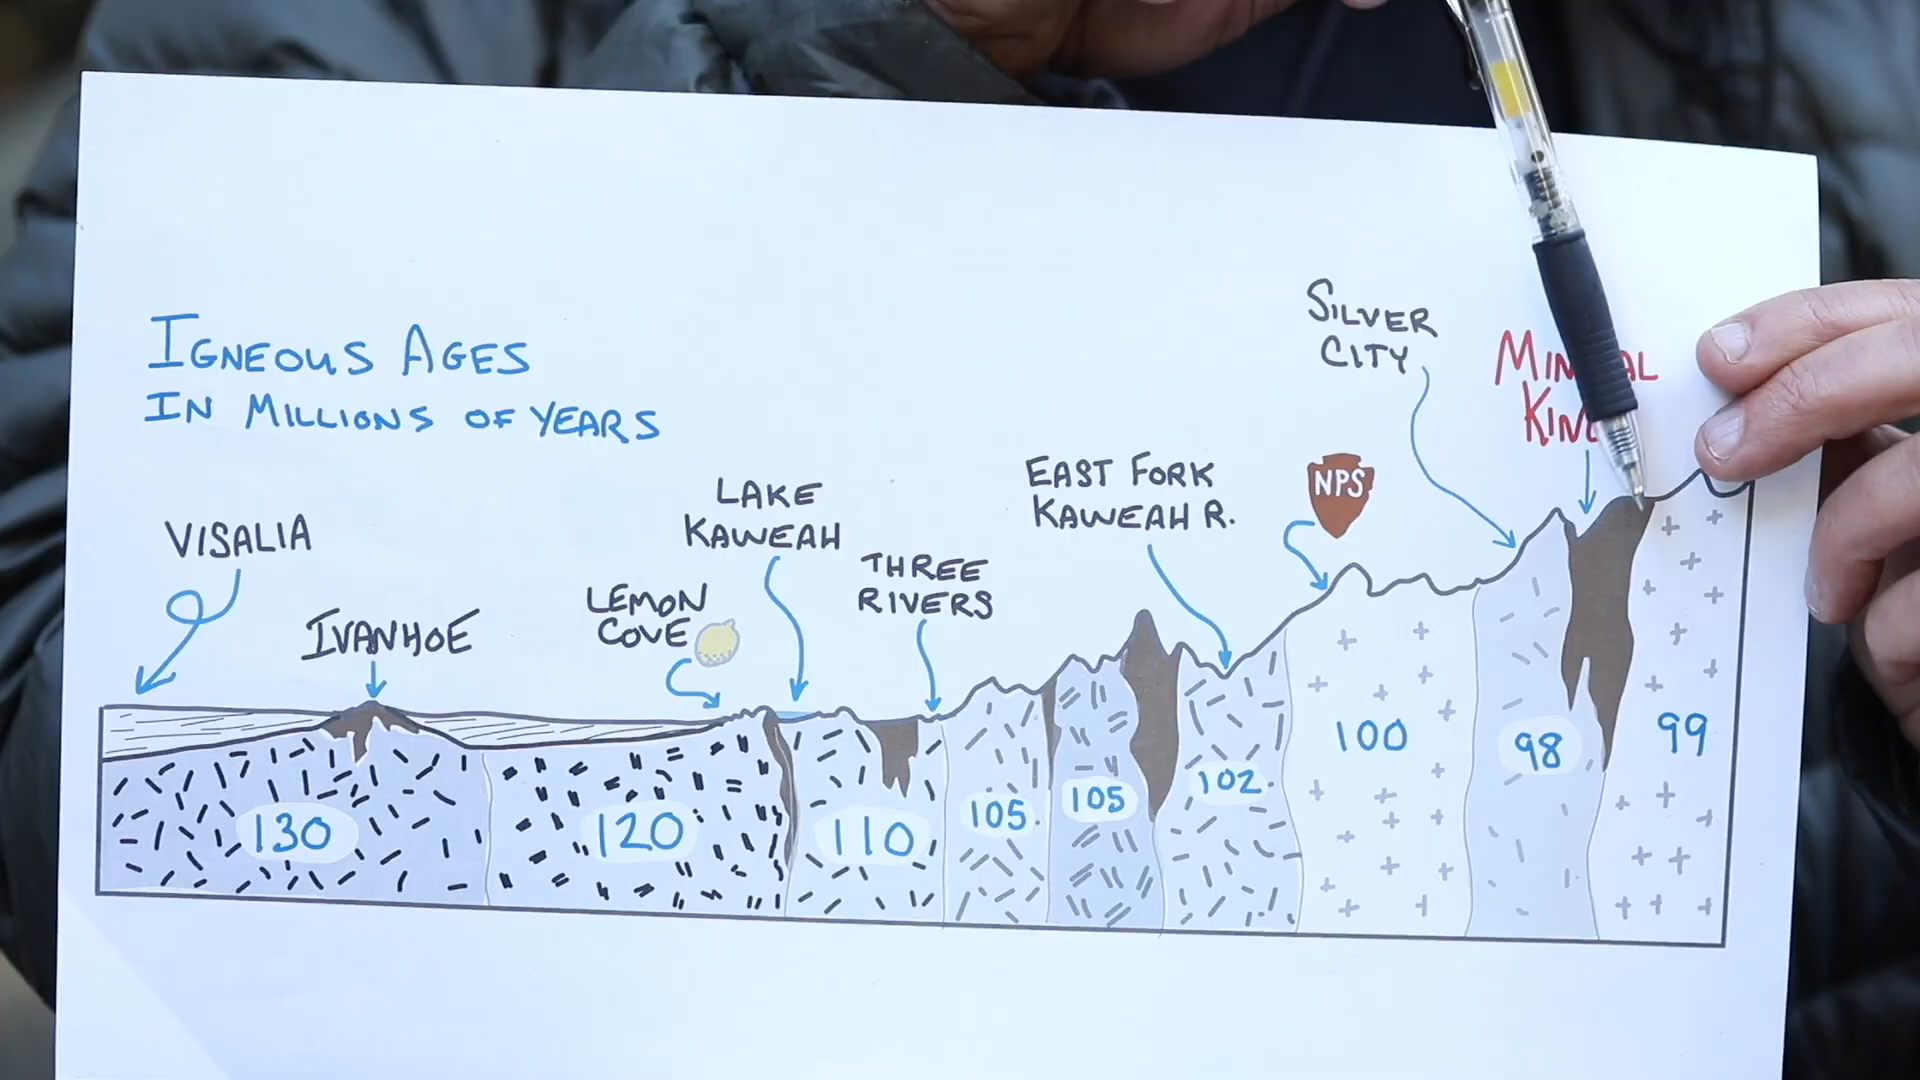 IGNEOUS AGES
IN MILLIONS OF YEARS
VISALIA
IVANHOE
LEMON
COVE
LAKE
KAWEAH
THREE
RIVERS
EAST FORK
KAWEAH R.
NPS
SILVER
CITY
130
120
110
105
105
102
100
98
99